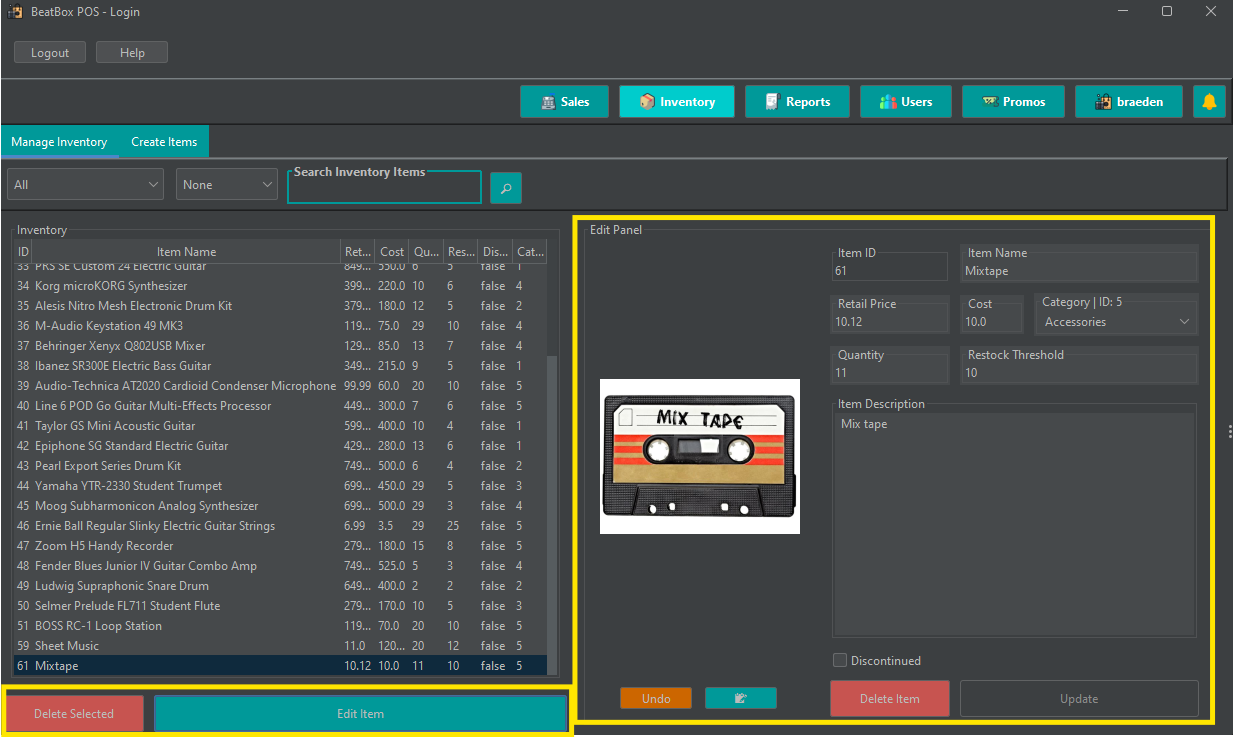 BeatBox POS - Login
Logout Help
Sales Inventory Reports Users Promos braeden
Manage Inventory Create Items
All None Search Inventory Items
Inventory
ID Item Name Ret... Cost Qu... Res... Dis... Cat...
33 PRS SE Custom 24 Electric Guitar 849... 550.0 6 5 false 1
34 Korg microKORG Synthesizer 399... 220.0 10 6 false 4
35 Alesis Nitro Mesh Electronic Drum Kit 379... 180.0 12 5 false 2
36 M-Audio Keystation 49 MK3 119... 75.0 29 10 false 4
37 Behringer Xenyx Q802USB Mixer 129... 85.0 13 7 false 4
38 Ibanez SR300E Electric Bass Guitar 349... 215.0 9 5 false 1
39 Audio-Technica AT2020 Cardioid Condenser Microphone 99.99 60.0 20 10 false 5
40 Line 6 POD Go Guitar Multi-Effects Processor 449... 300.0 7 6 false 5
41 Taylor GS Mini Acoustic Guitar 599... 400.0 10 4 false 1
42 Epiphone SG Standard Electric Guitar 429... 280.0 13 6 false 1
43 Pearl Export Series Drum Kit 749... 500.0 6 4 false 2
44 Yamaha YTR-2330 Student Trumpet 699... 450.0 29 5 false 3
45 Moog Subharmonicon Analog Synthesizer 699... 500.0 29 3 false 4
46 Ernie Ball Regular Slinky Electric Guitar Strings 6.99 3.5 29 25 false 5
47 Zoom H5 Handy Recorder 279... 180.0 15 8 false 5
48 Fender Blues Junior IV Guitar Combo Amp 749... 525.0 5 3 false 4
49 Ludwig Supraphonic Snare Drum 649... 400.0 2 2 false 2
50 Selmer Prelude FL711 Student Flute 279... 170.0 10 5 false 3
51 BOSS RC-1 Loop Station 119... 70.0 20 10 false 5
59 Sheet Music 11.0 120... 20 12 false 5
61 Mixtape 10.12 10.0 11 10 false 5
Delete Selected Edit Item
Edit Panel
MIX TAPE
Item ID Item Name
61 Mixtape
Retail Price Cost Category | ID: 5
10.12 10.0 Accessories
Quantity Restock Threshold
11 10
Item Description
Mix tape
Discontinued
Undo Delete Item Update